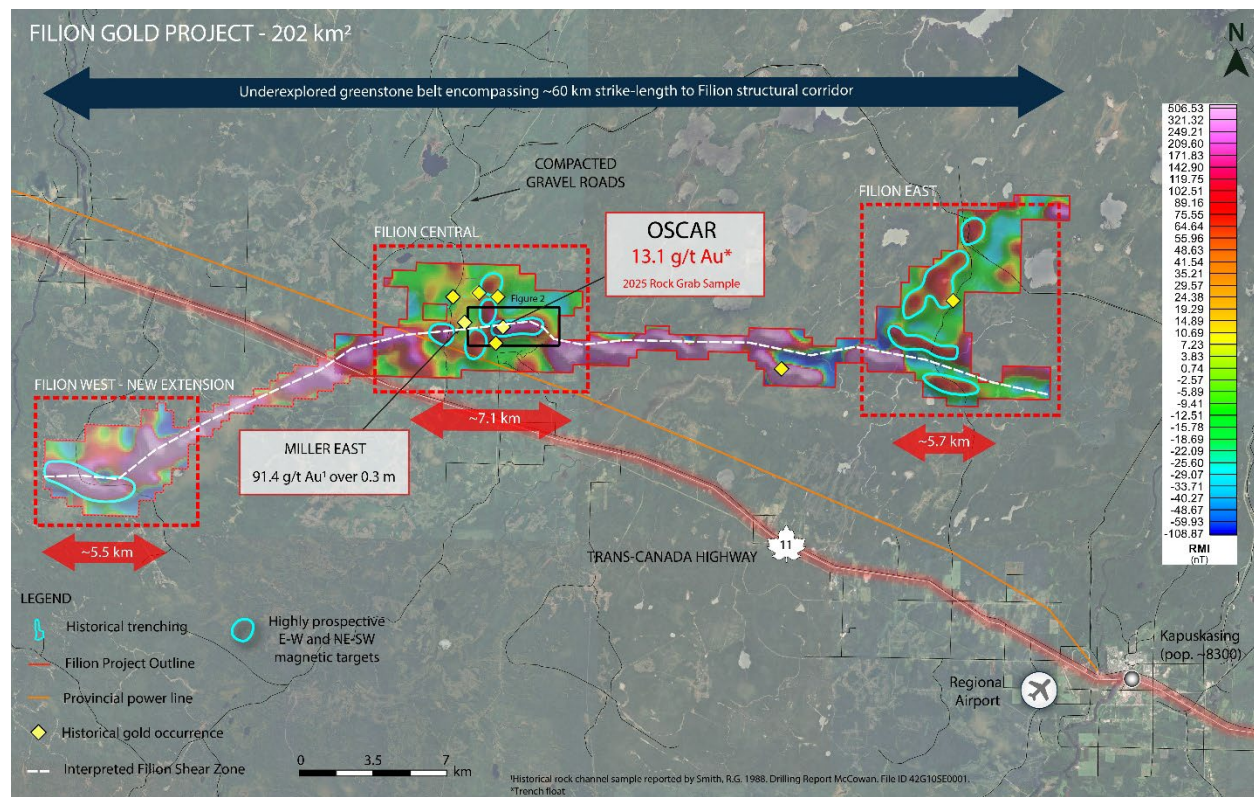 FILION GOLD PROJECT - 202 km²
N
Underexplored greenstone belt encompassing ~60 km strike-length to Filion structural corridor
COMPACTED
GRAVEL ROADS
FILION EAST
FILION CENTRAL
OSCAR
13.1 g/t Au*
2025 Rock Grab Sample
Figure 2
FILION WEST - NEW EXTENSION
~7.1 km
~5.7 km
MILLER EAST
91.4 g/t Au¹ over 0.3 m
~5.5 km
TRANS-CANADA HIGHWAY
11
506.53
321.32
249.21
209.60
171.83
142.90
119.75
102.51
89.16
75.55
64.64
55.96
48.53
41.54
35.21
29.57
24.38
19.29
14.89
10.69
7.23
3.83
0.74
-2.57
-5.89
-9.41
-12.51
-15.78
-18.69
-22.09
-25.60
-29.07
-33.71
-40.27
-48.67
-59.93
-108.87
RMI
(nT)
LEGEND
Historical trenching
Highly prospective
E-W and NE-SW
magnetic targets
Filion Project Outline
Provincial power line
Historical gold occurrence
Interpreted Filion Shear Zone
0 3.5 7
km
Kapuskasing
(pop. ~8300)
Regional
Airport
¹Historical rock channel sample reported by Smith, R.G. 1988. Drilling Report McCowan. File ID 42G10SE0001.
*Trench float